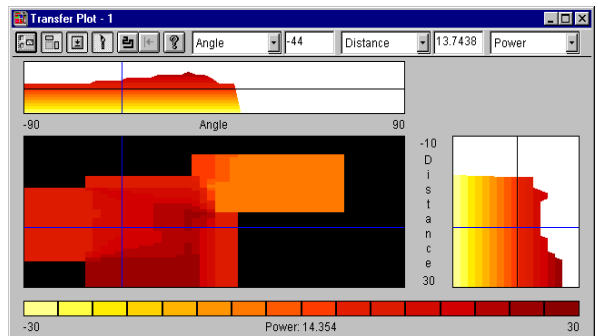 Transfer Plot - 1
Angle -44 Distance 13.7438 Power
-90 Angle 90
-10
Distance
30
-30 Power: 14.354 30